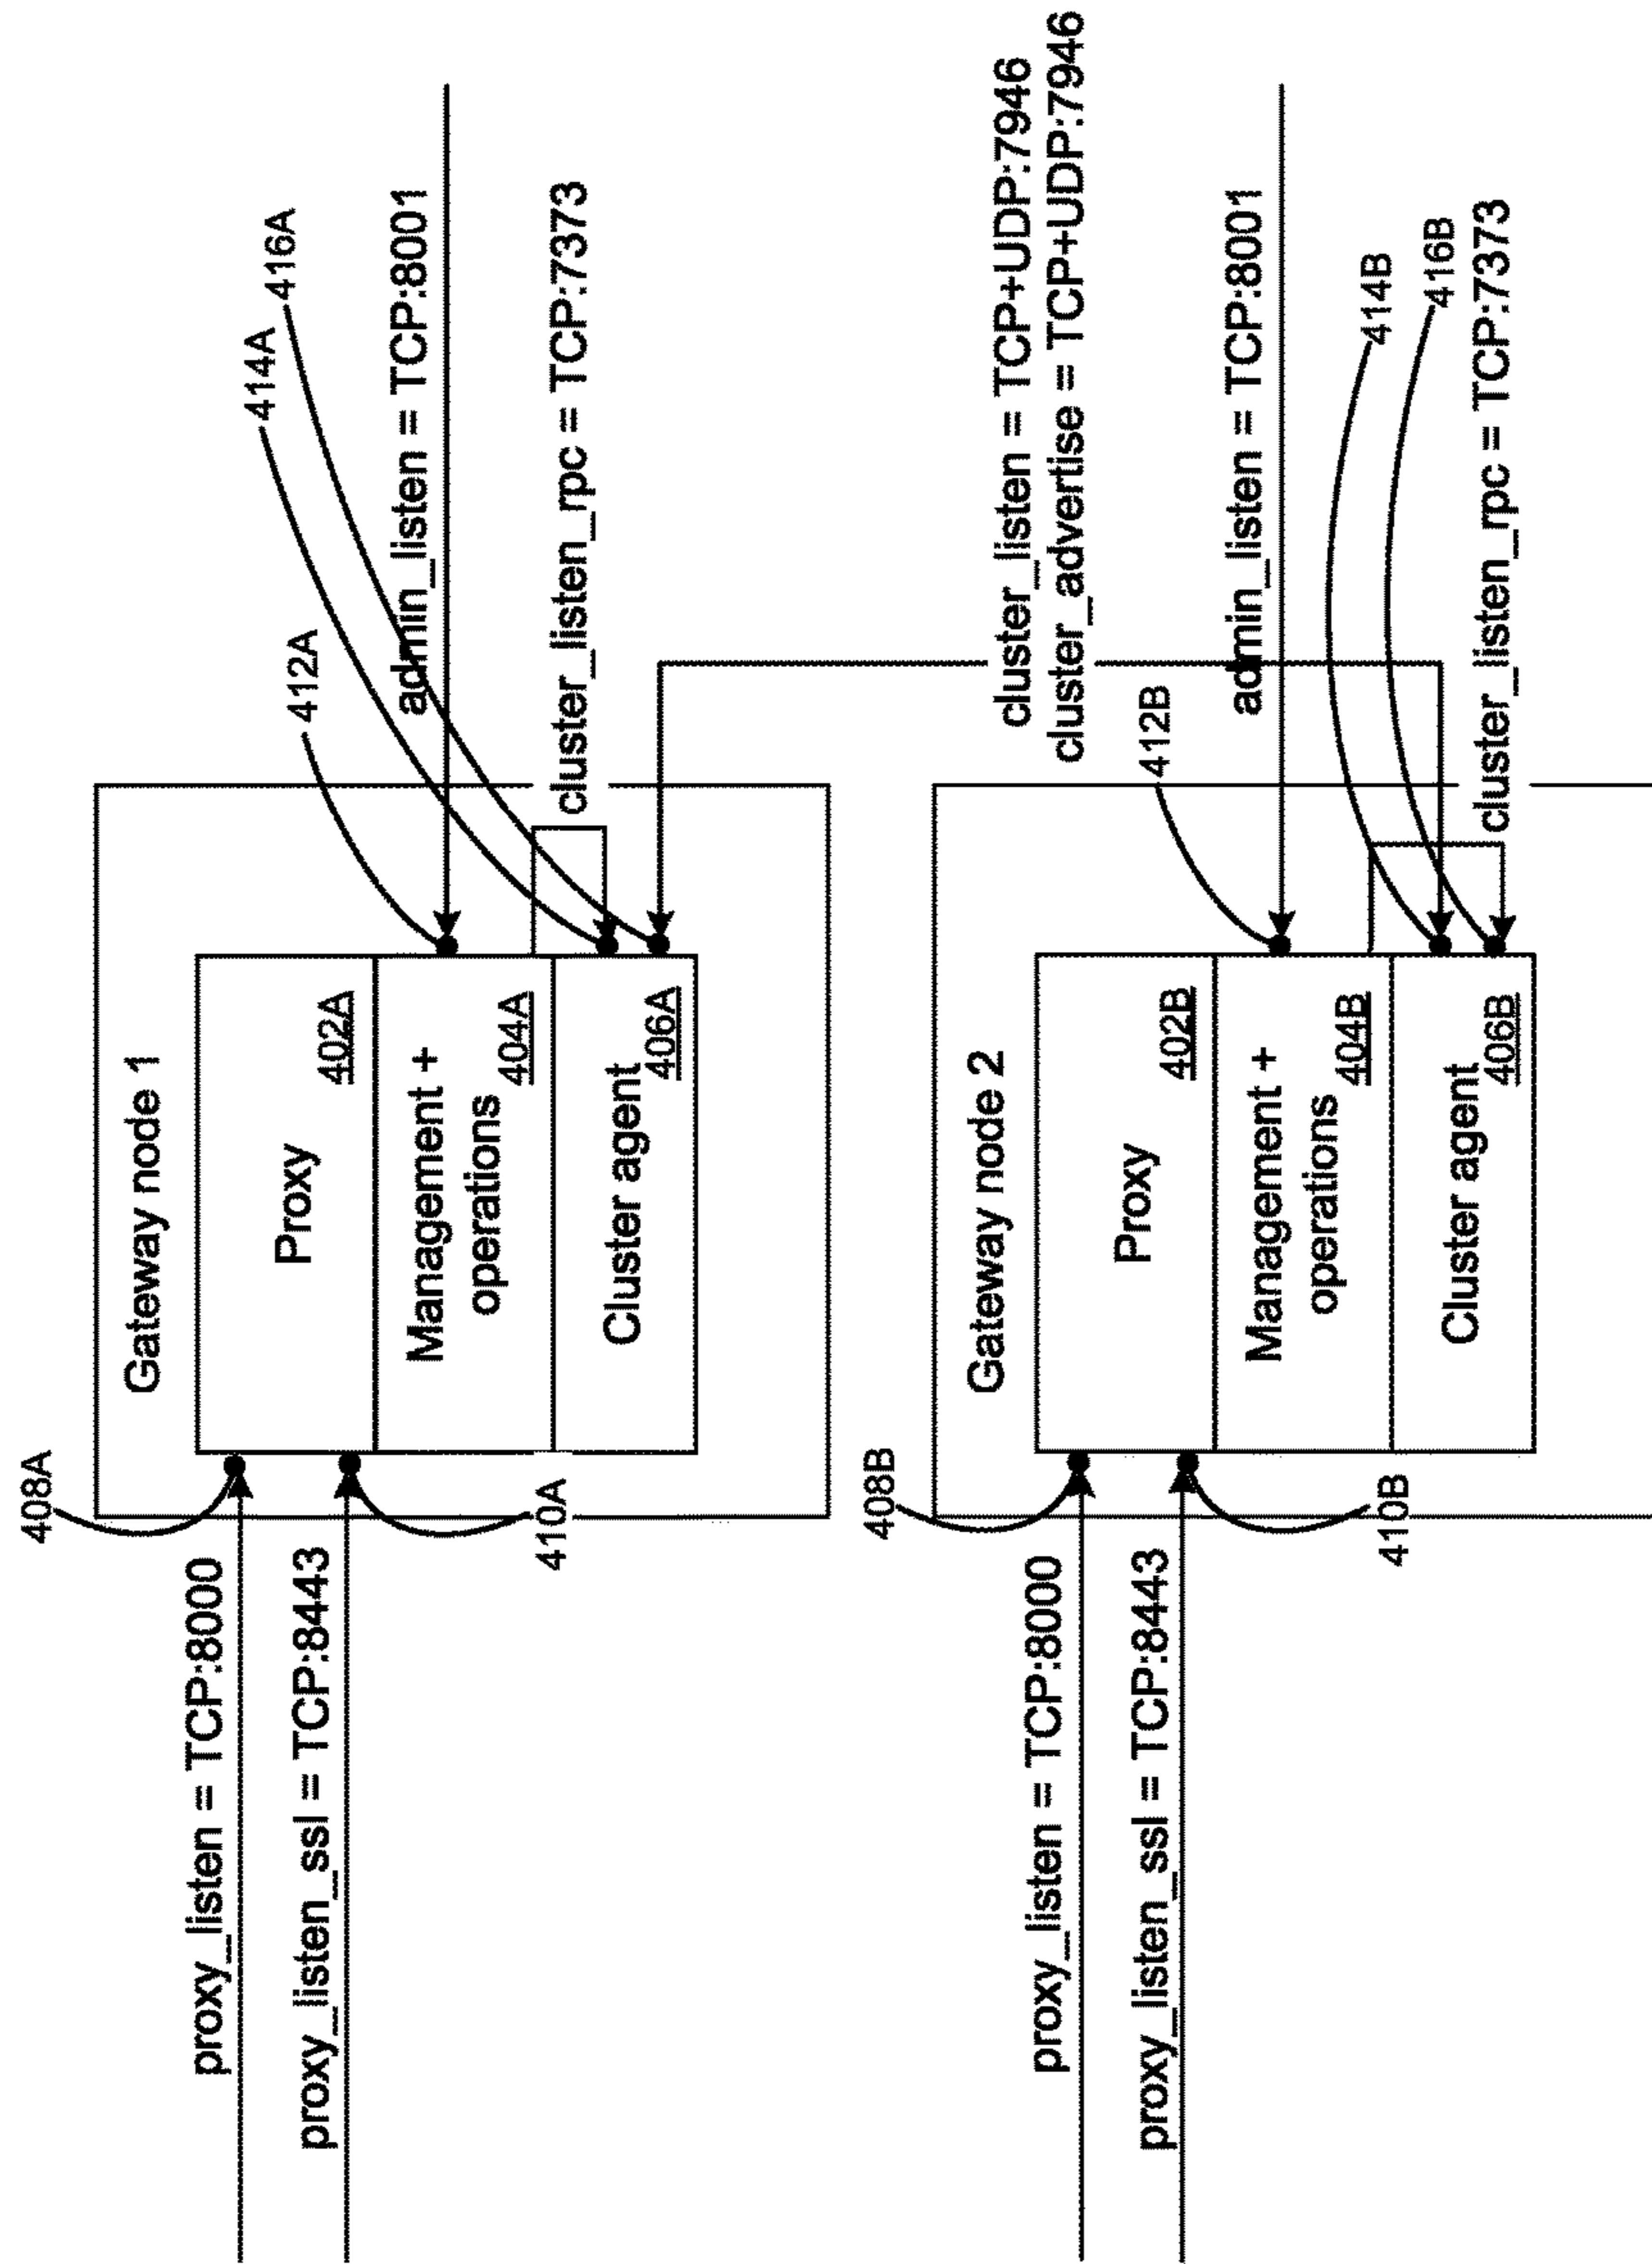 408A
proxy_listen = TCP:8000
proxy_listen_ssl = TCP:8443
410A
Gateway node 1
Proxy
402A
Management +
operations
404A
Cluster agent
406A
412A
414A
416A
admin_listen = TCP:8001
cluster_listen_rpc = TCP:7373
cluster_listen = TCP+UDP:7946
cluster_advertise = TCP+UDP:7946
408B
proxy_listen = TCP:8000
proxy_listen_ssl = TCP:8443
410B
Gateway node 2
Proxy
402B
Management +
operations
404B
Cluster agent
406B
412B
admin_listen = TCP:8001
414B
416B
cluster_listen_rpc = TCP:7373